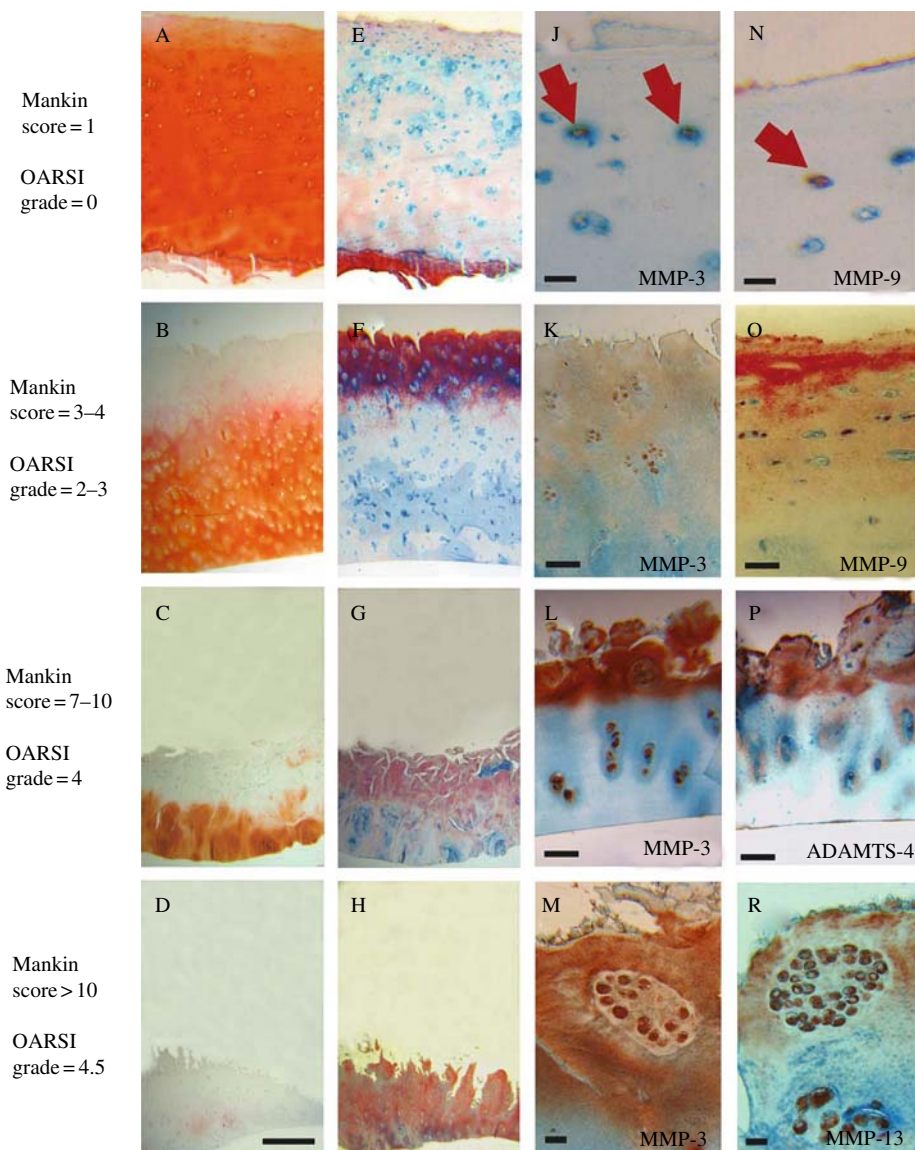 A
E
J
N
Mankin
score = 1
OARSI
grade = 0
MMP-3
MMP-9
B
F
K
O
Mankin
score = 3–4
OARSI
grade = 2–3
MMP-3
MMP-9
C
G
L
P
Mankin
score = 7–10
OARSI
grade = 4
MMP-3
ADAMTS-4
D
H
M
R
Mankin
score > 10
OARSI
grade = 4.5
MMP-3
MMP-13